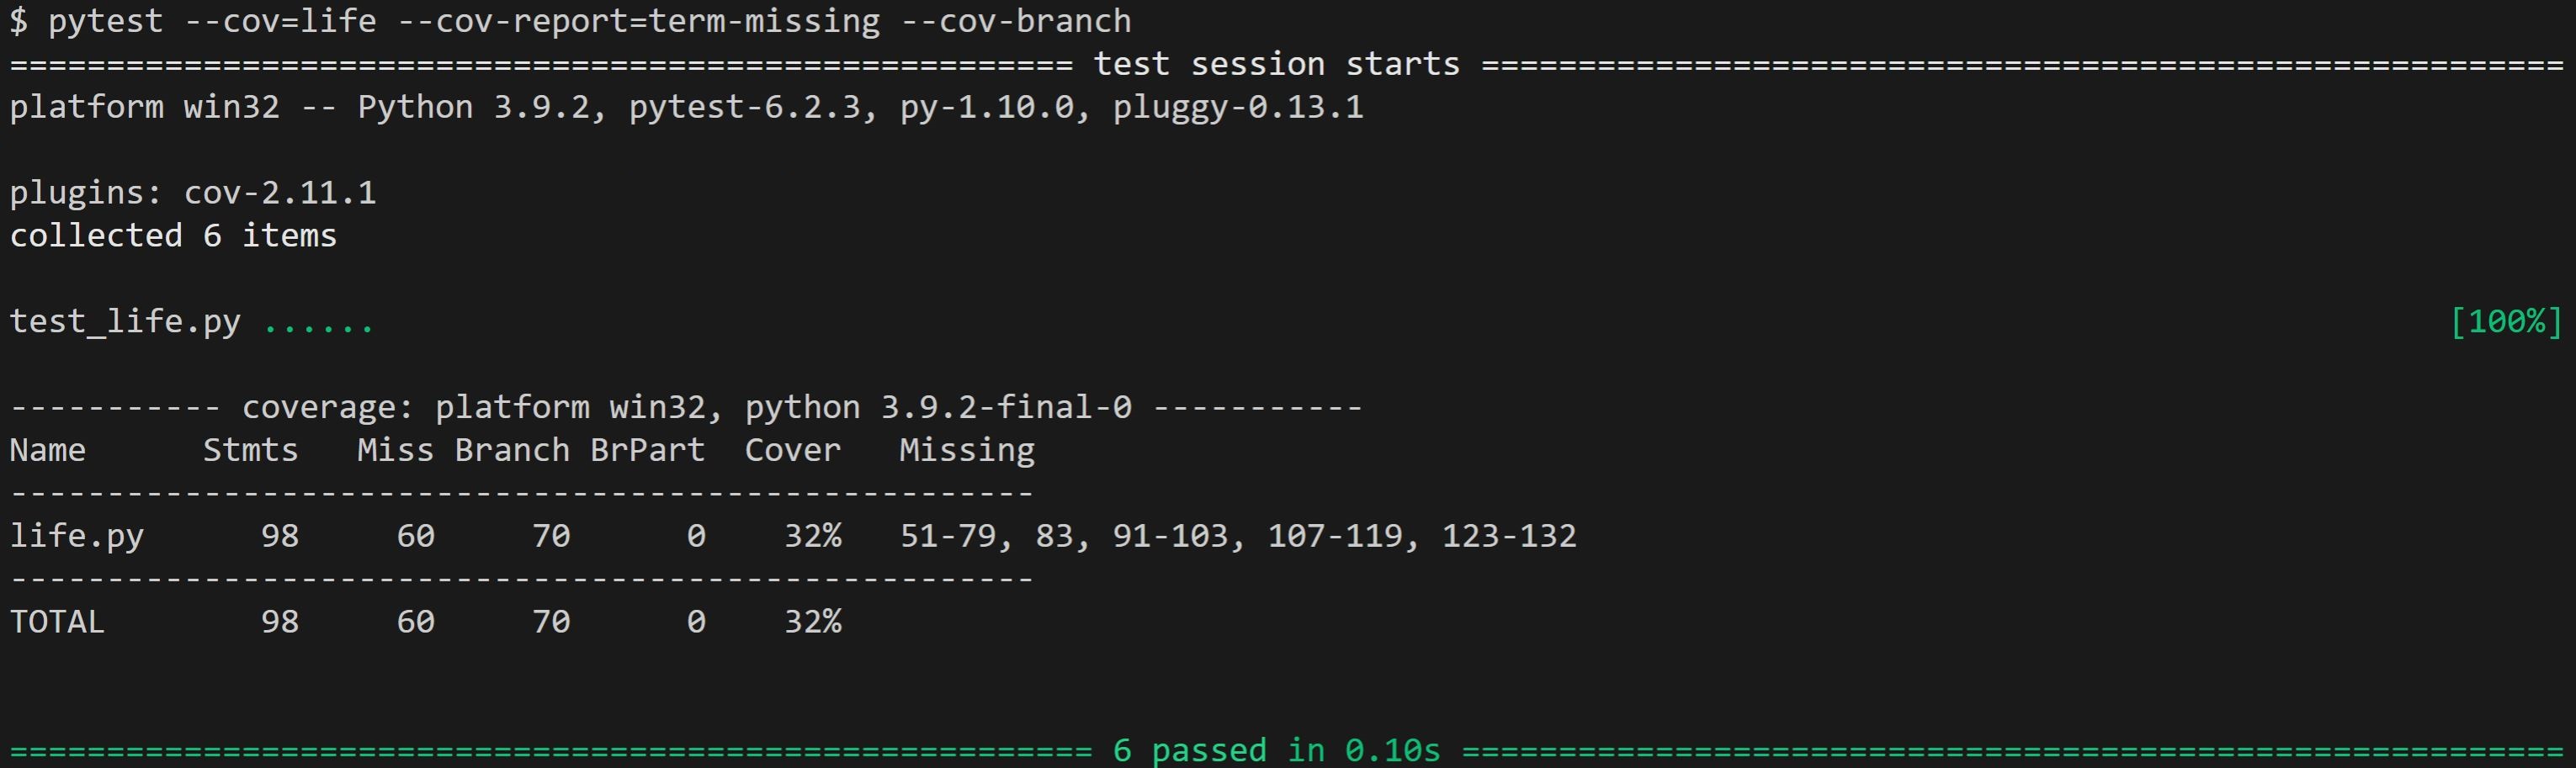 $ pytest --cov=life --cov-report=term-missing --cov-branch
======================================================= test session starts ========================================================
platform win32 -- Python 3.9.2, pytest-6.2.3, py-1.10.0, pluggy-0.13.1
plugins: cov-2.11.1
collected 6 items
test_life.py ...... [100%]
----------- coverage: platform win32, python 3.9.2-final-0 -----------
Name      Stmts   Miss Branch BrPart  Cover   Missing
-----------------------------------------------------
life.py      98     60     70      0    32%   51-79, 83, 91-103, 107-119, 123-132
-----------------------------------------------------
TOTAL        98     60     70      0    32%
======================================================== 6 passed in 0.10s =========================================================